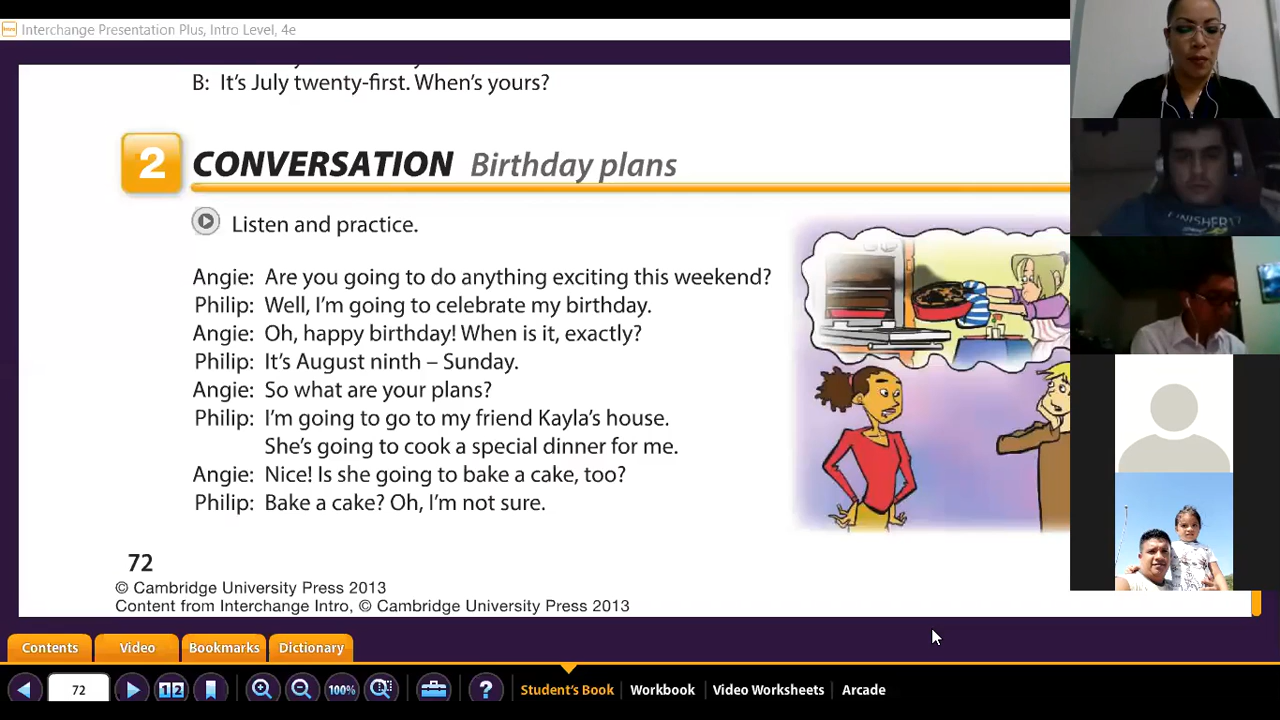 Interchange Presentation Plus, Intro Level, 4e
B: It's July twenty-first. When's yours?
2 CONVERSATION Birthday plans
Listen and practice.
Angie: Are you going to do anything exciting this weekend?
Philip: Well, I'm going to celebrate my birthday.
Angie: Oh, happy birthday! When is it, exactly?
Philip: It's August ninth – Sunday.
Angie: So what are your plans?
Philip: I'm going to go to my friend Kayla's house.
She's going to cook a special dinner for me.
Angie: Nice! Is she going to bake a cake, too?
Philip: Bake a cake? Oh, I'm not sure.
72
© Cambridge University Press 2013
Content from Interchange Intro, © Cambridge University Press 2013
Contents Video Bookmarks Dictionary
72 12 100% ? Student's Book Workbook Video Worksheets Arcade